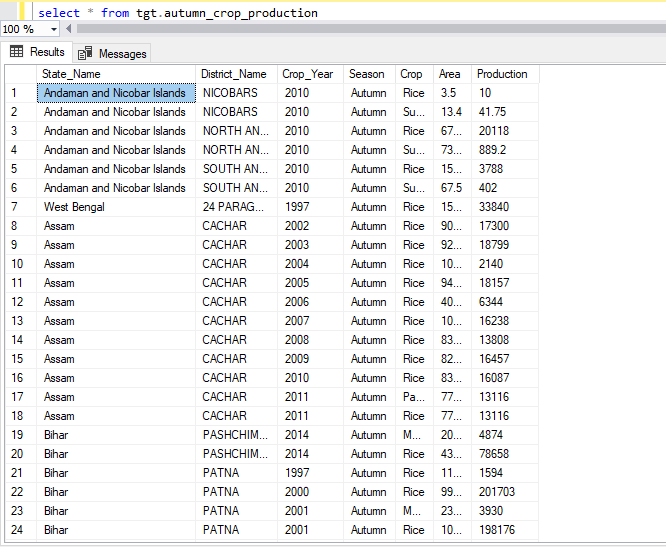 select * from tgt.autumn_crop_production
100 %
Results Messages
State_Name District_Name Crop_Year Season Crop Area Production
1 Andaman and Nicobar Islands NICOBARS 2010 Autumn Rice 3.5 10
2 Andaman and Nicobar Islands NICOBARS 2010 Autumn Su... 13.4 41.75
3 Andaman and Nicobar Islands NORTH AN... 2010 Autumn Rice 67... 20118
4 Andaman and Nicobar Islands NORTH AN... 2010 Autumn Su... 73... 889.2
5 Andaman and Nicobar Islands SOUTH AN... 2010 Autumn Rice 15... 3788
6 Andaman and Nicobar Islands SOUTH AN... 2010 Autumn Su... 67.5 402
7 West Bengal 24 PARAG... 1997 Autumn Rice 15... 33840
8 Assam CACHAR 2002 Autumn Rice 90... 17300
9 Assam CACHAR 2003 Autumn Rice 92... 18799
10 Assam CACHAR 2004 Autumn Rice 10... 2140
11 Assam CACHAR 2005 Autumn Rice 94... 18157
12 Assam CACHAR 2006 Autumn Rice 40... 6344
13 Assam CACHAR 2007 Autumn Rice 10... 16238
14 Assam CACHAR 2008 Autumn Rice 83... 13808
15 Assam CACHAR 2009 Autumn Rice 82... 16457
16 Assam CACHAR 2010 Autumn Rice 83... 16087
17 Assam CACHAR 2011 Autumn Pa... 77... 13116
18 Assam CACHAR 2011 Autumn Rice 77... 13116
19 Bihar PASHCHIM... 2014 Autumn M... 20... 4874
20 Bihar PASHCHIM... 2014 Autumn Rice 43... 78658
21 Bihar PATNA 1997 Autumn Rice 11... 1594
22 Bihar PATNA 2000 Autumn Rice 99... 201703
23 Bihar PATNA 2001 Autumn M... 23... 3930
24 Bihar PATNA 2001 Autumn Rice 10... 198176